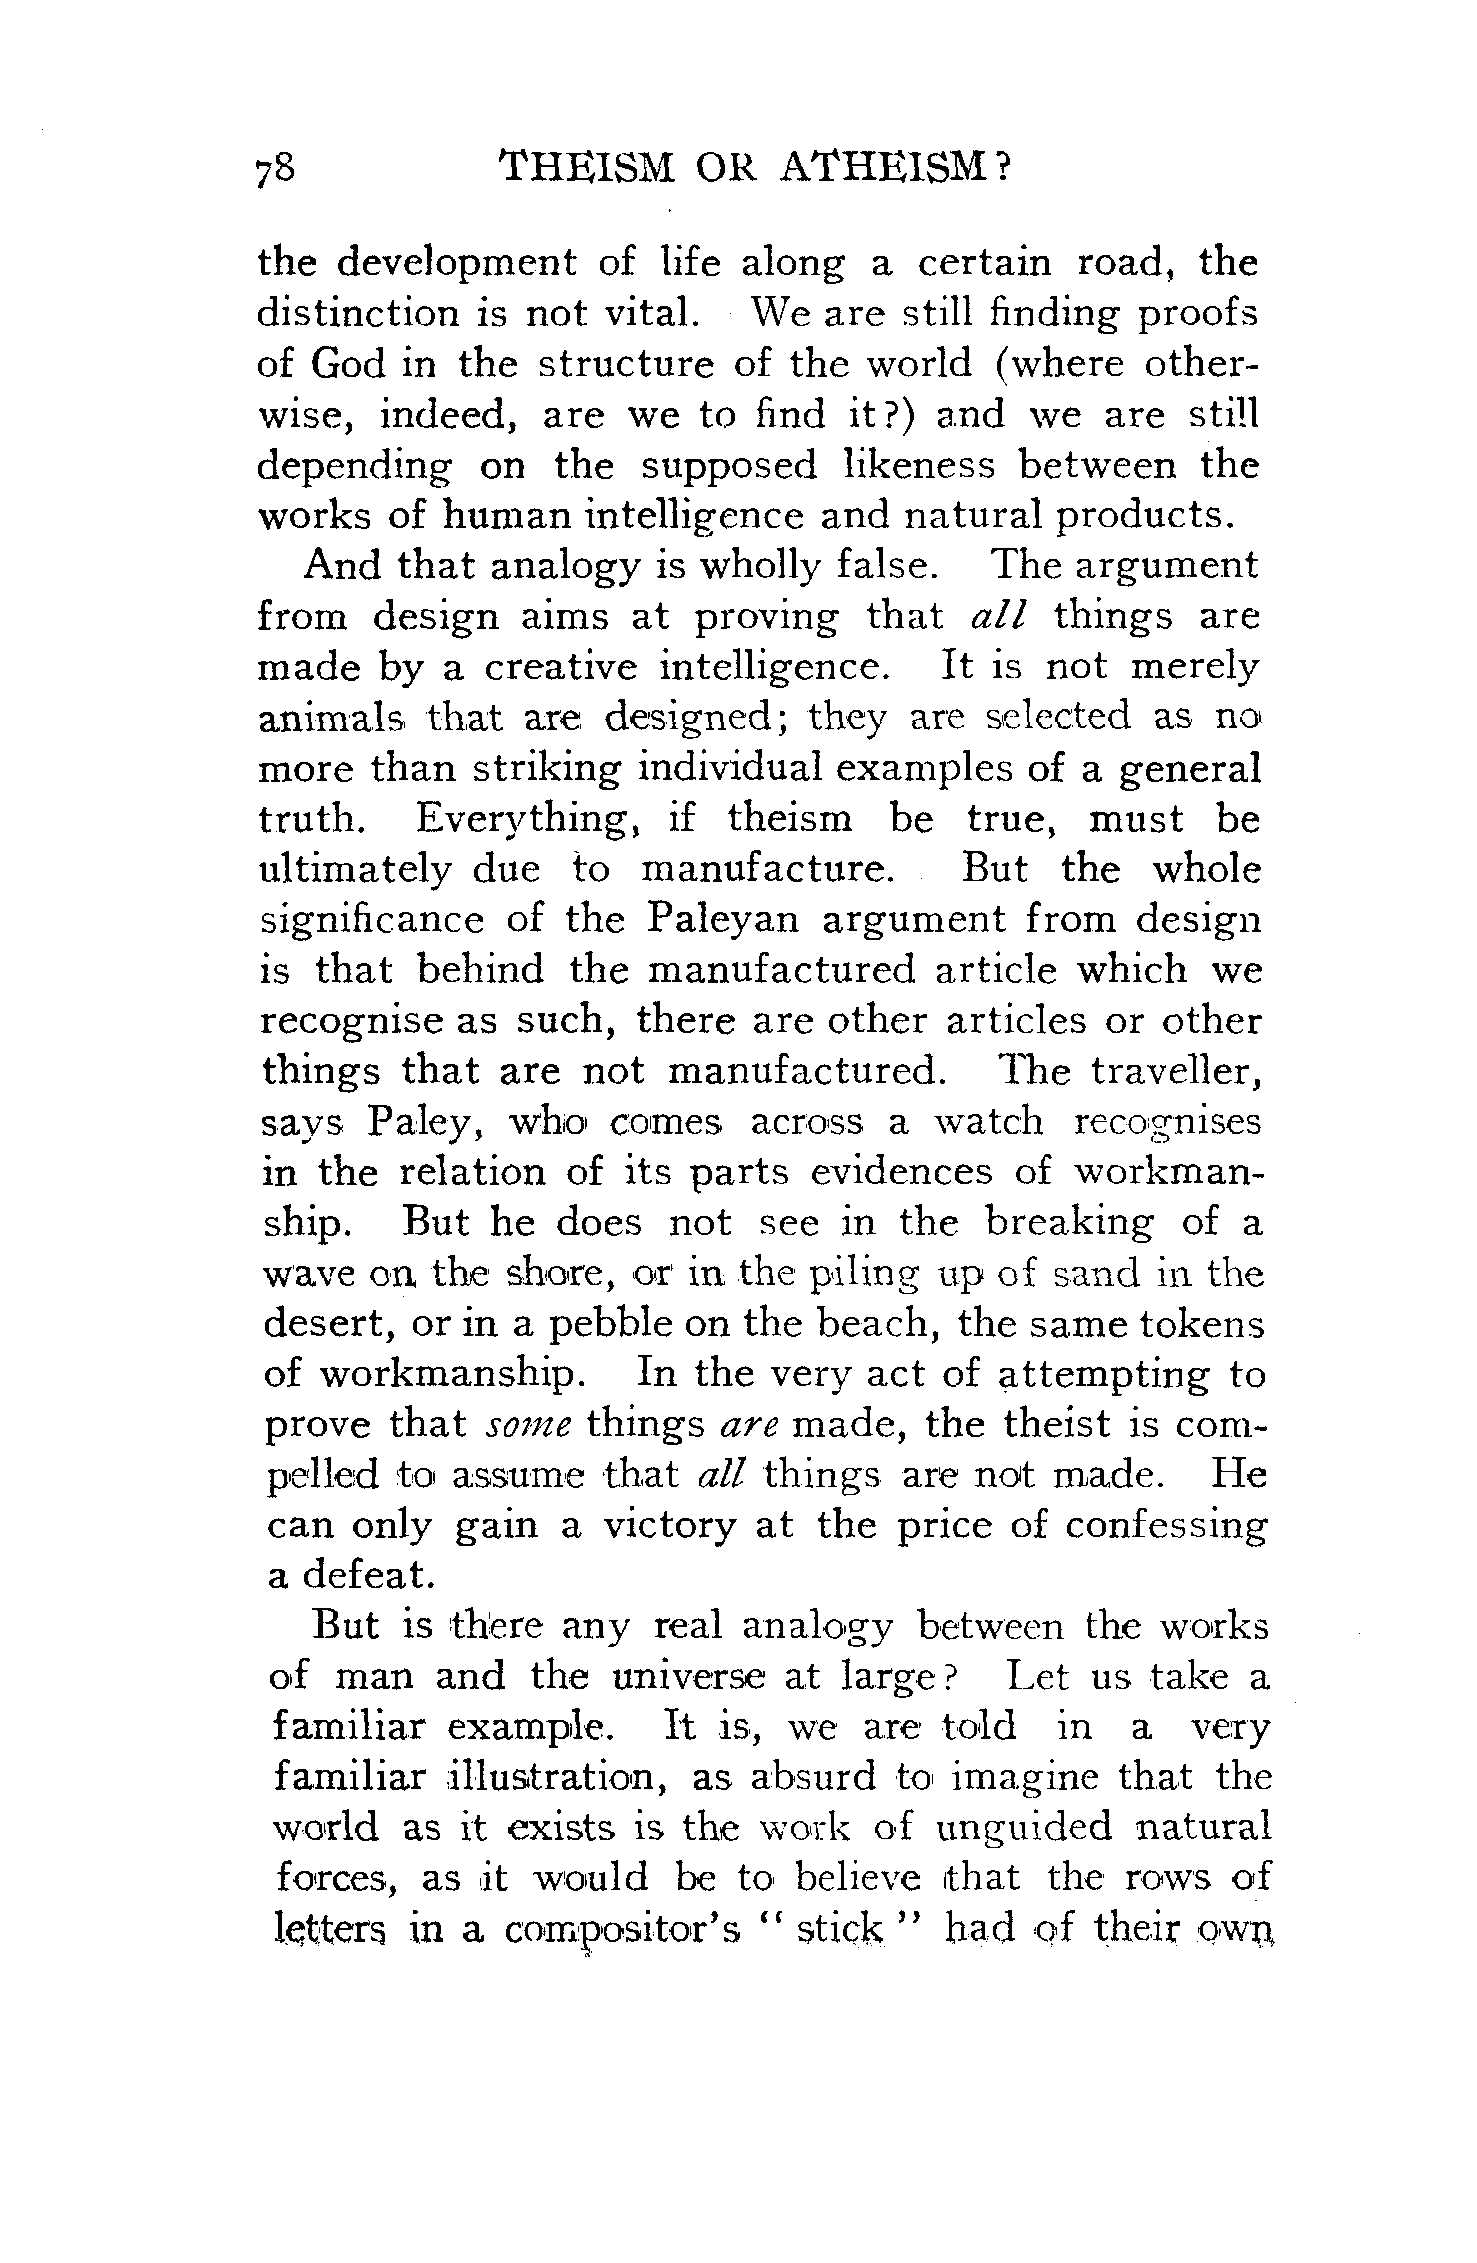 78 THEISM OR ATHEISM?
the development of life along a certain road, the
distinction is not vital. We are still finding proofs
of God in the structure of the world (where other-
wise, indeed, are we to find it?) and we are still
depending on the supposed likeness between the
works of human intelligence and natural products.
And that analogy is wholly false. The argument
from design aims at proving that all things are
made by a creative intelligence. It is not merely
animals that are designed; they are selected as no
more than striking individual examples of a general
truth. Everything, if theism be true, must be
ultimately due to manufacture. But the whole
significance of the Paleyan argument from design
is that behind the manufactured article which we
recognise as such, there are other articles or other
things that are not manufactured. The traveller,
says Paley, who comes across a watch recognises
in the relation of its parts evidences of workman-
ship. But he does not see in the breaking of a
wave on the shore, or in the piling up of sand in the
desert, or in a pebble on the beach, the same tokens
of workmanship. In the very act of attempting to
prove that some things are made, the theist is com-
pelled to assume that all things are not made. He
can only gain a victory at the price of confessing
a defeat.
But is there any real analogy between the works
of man and the universe at large? Let us take a
familiar example. It is, we are told in a very
familiar illustration, as absurd to imagine that the
world as it exists is the work of unguided natural
forces, as it would be to believe that the rows of
letters in a compositor's "stick" had of their own